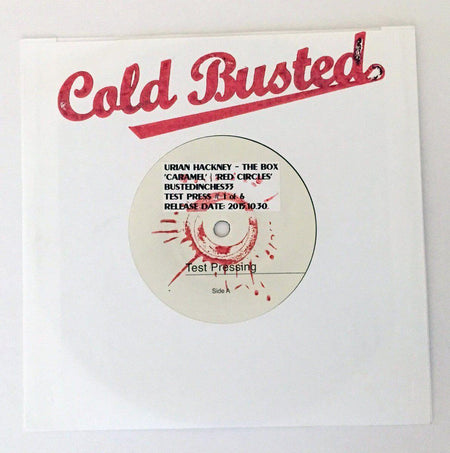 Cold Busted.
URIAN HACKNEY - THE BOX
'CARAMEL' | 'RED CIRCLES'
BUSTEDINCHES33
TEST PRESS # 1 of 6
RELEASE DATE: 2015.10.30.
Test Pressing
Side A